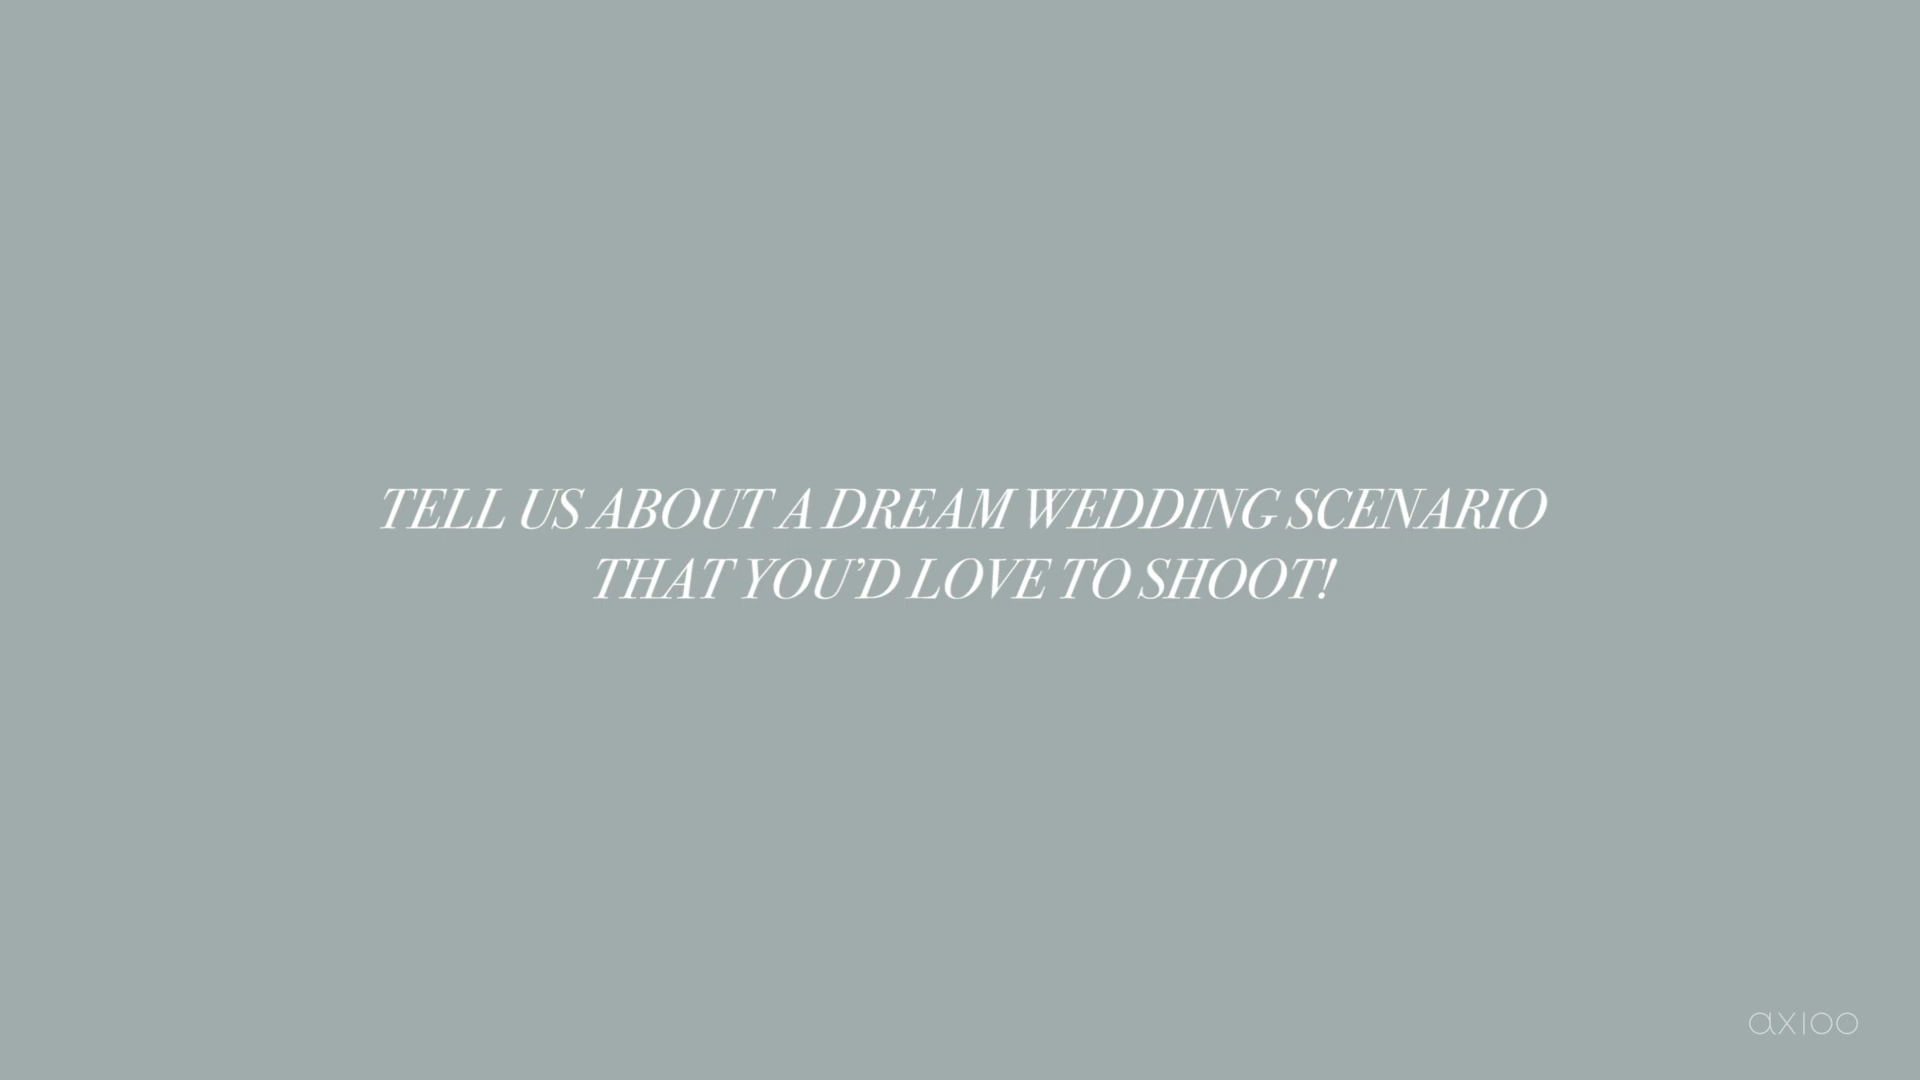 TELL US ABOUT A DREAM WEDDING SCENARIO
THAT YOU’D LOVE TO SHOOT!
axioo